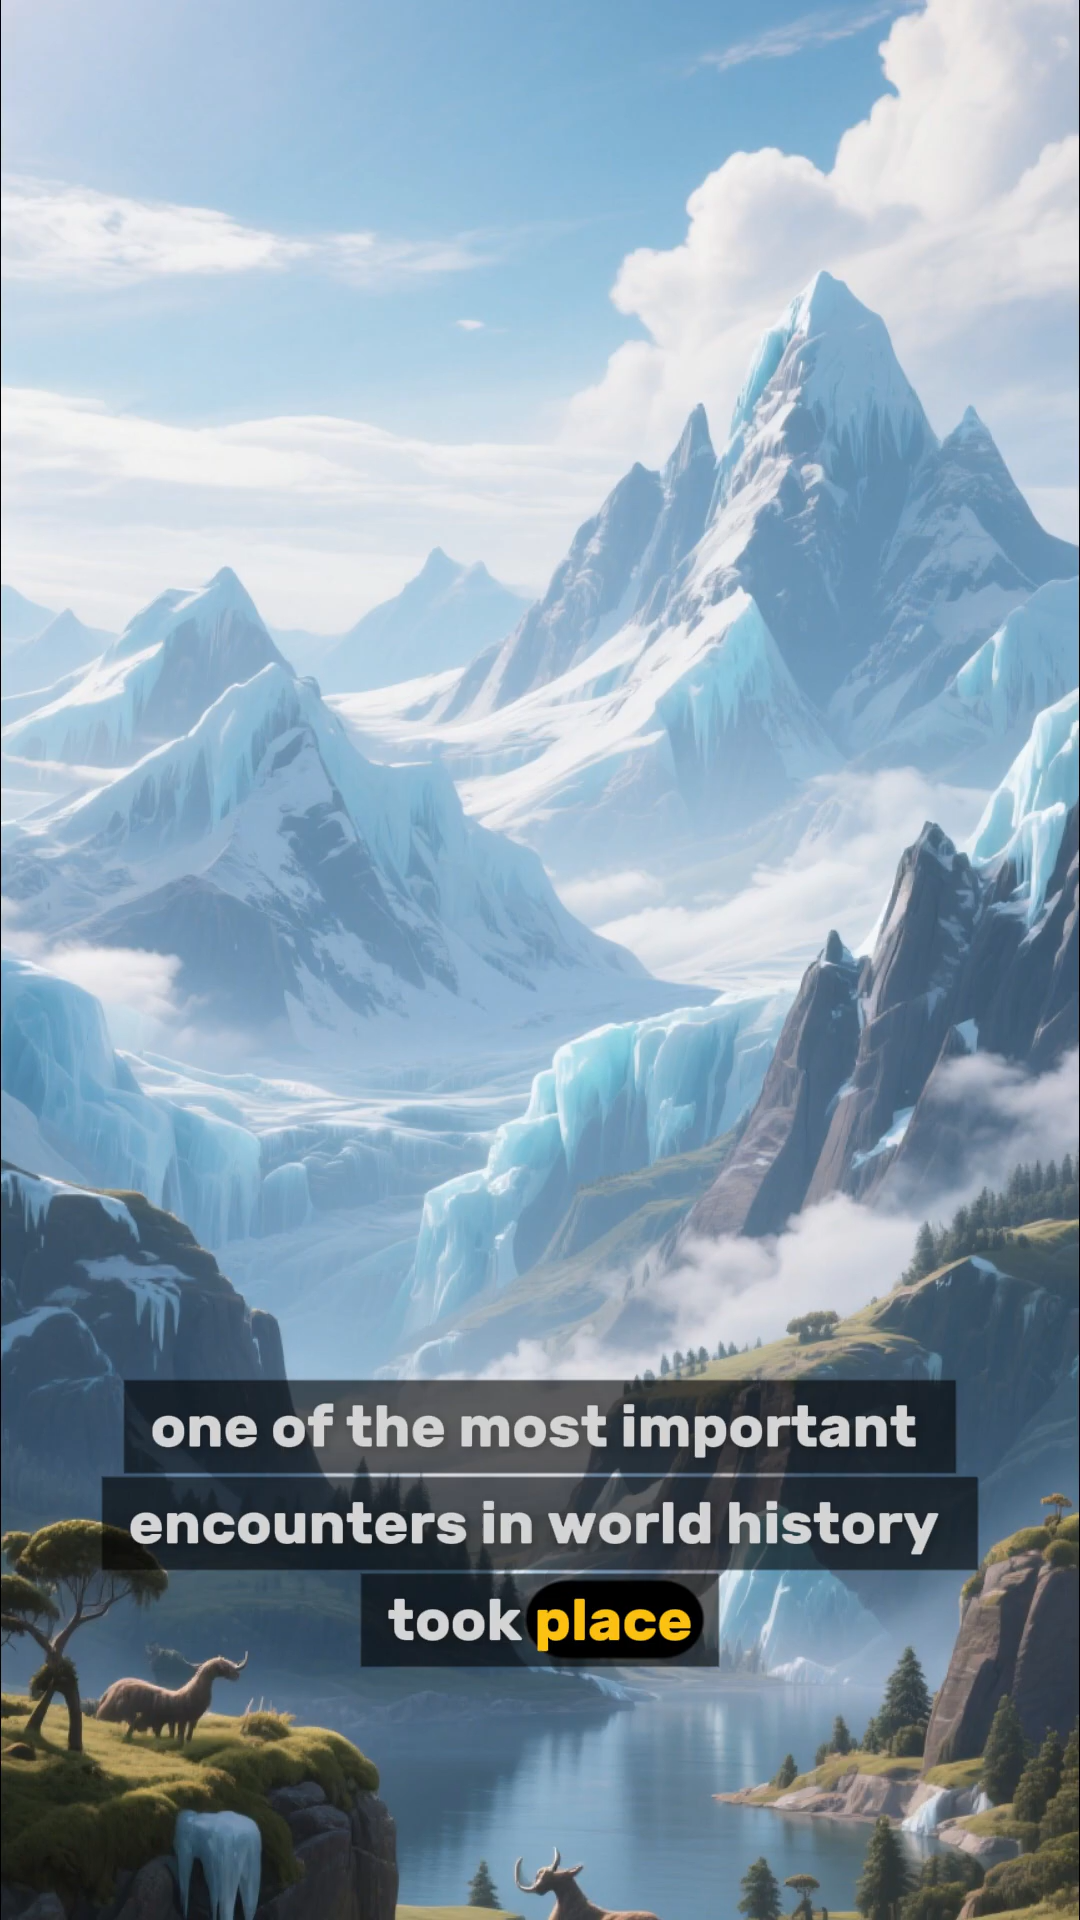 one of the most important
encounters in world history
took place